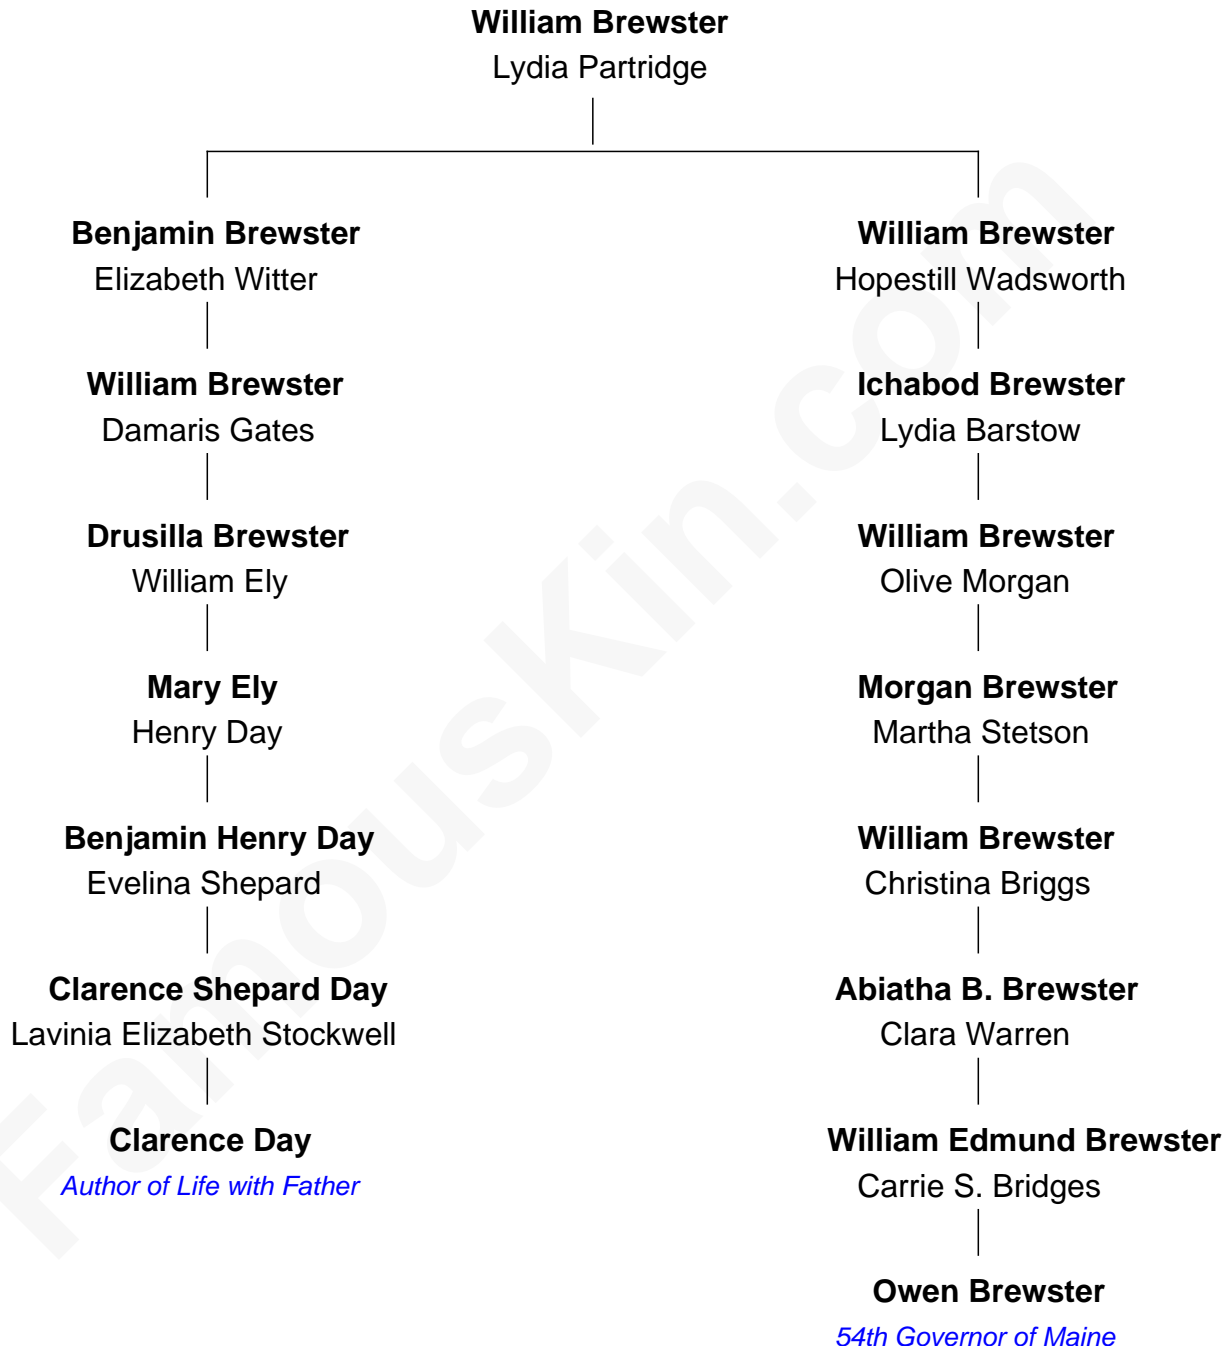 William Brewster
Lydia Partridge
Benjamin Brewster
Elizabeth Witter
William Brewster
Hopestill Wadsworth
William Brewster
Damaris Gates
Ichabod Brewster
Lydia Barstow
Drusilla Brewster
William Ely
William Brewster
Olive Morgan
Mary Ely
Henry Day
Morgan Brewster
Martha Stetson
Benjamin Henry Day
Evelina Shepard
William Brewster
Christina Briggs
Clarence Shepard Day
Lavinia Elizabeth Stockwell
Abiatha B. Brewster
Clara Warren
Clarence Day
Author of Life with Father
William Edmund Brewster
Carrie S. Bridges
Owen Brewster
54th Governor of Maine
FamousKin.com